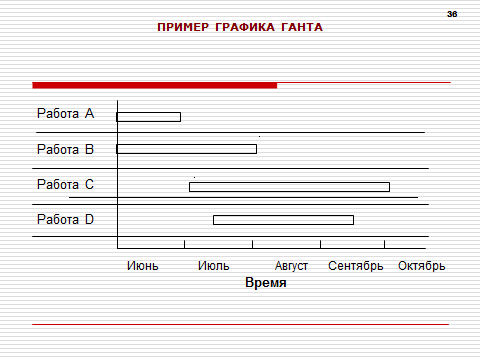 36
ПРИМЕР ГРАФИКА ГАНТА
Работа A
Работа B
Работа C
Работа D
Июнь Июль Август Сентябрь Октябрь
Время